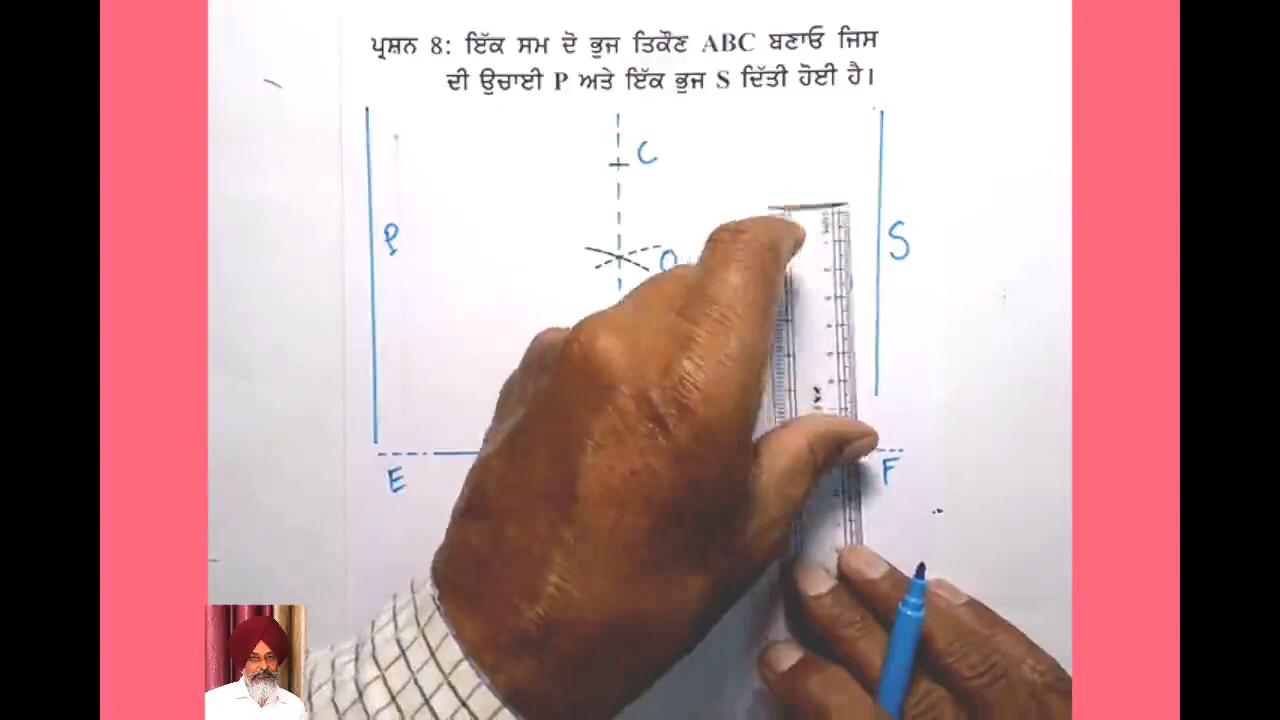 ਪ੍ਰਸ਼ਨ 8: ਇੱਕ ਸਮ ਦੋ ਭੁਜ ਤਿਕੌਣ ABC ਬਣਾਓ ਜਿਸ
ਦੀ ਉਚਾਈ P ਅਤੇ ਇੱਕ ਭੁਜ S ਦਿੱਤੀ ਹੋਈ ਹੈ।
C
P
S
E
F